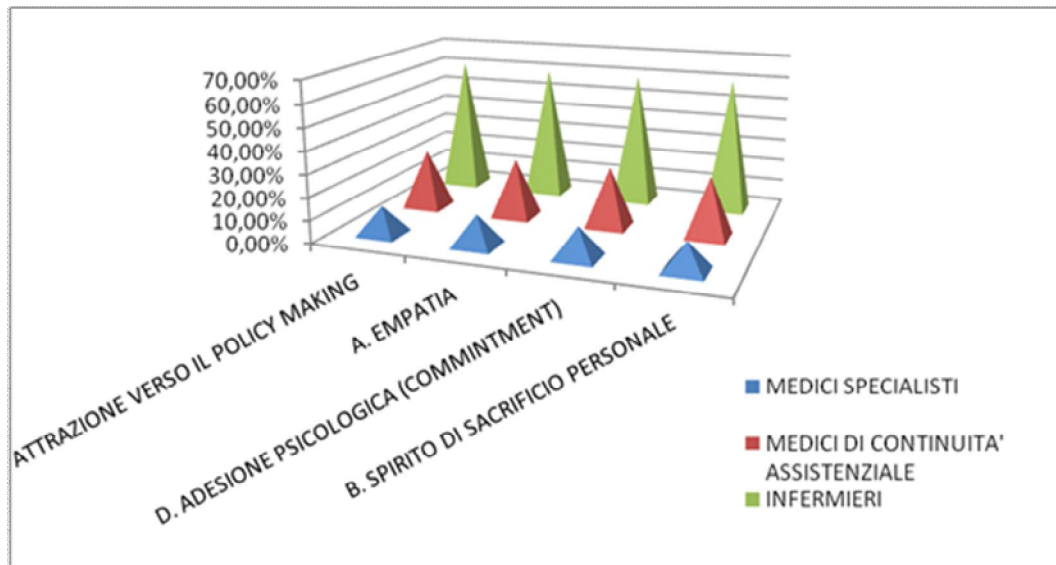 70,00%
60,00%
50,00%
40,00%
30,00%
20,00%
10,00%
0,00%
ATTRAZIONE VERSO IL POLICY MAKING
A. EMPATIA
D. ADESIONE PSICOLOGICA (COMMINTMENT)
B. SPIRITO DI SACRIFICIO PERSONALE
MEDICI SPECIALISTI
MEDICI DI CONTINUITA'
ASSISTENZIALE
INFERMIERI